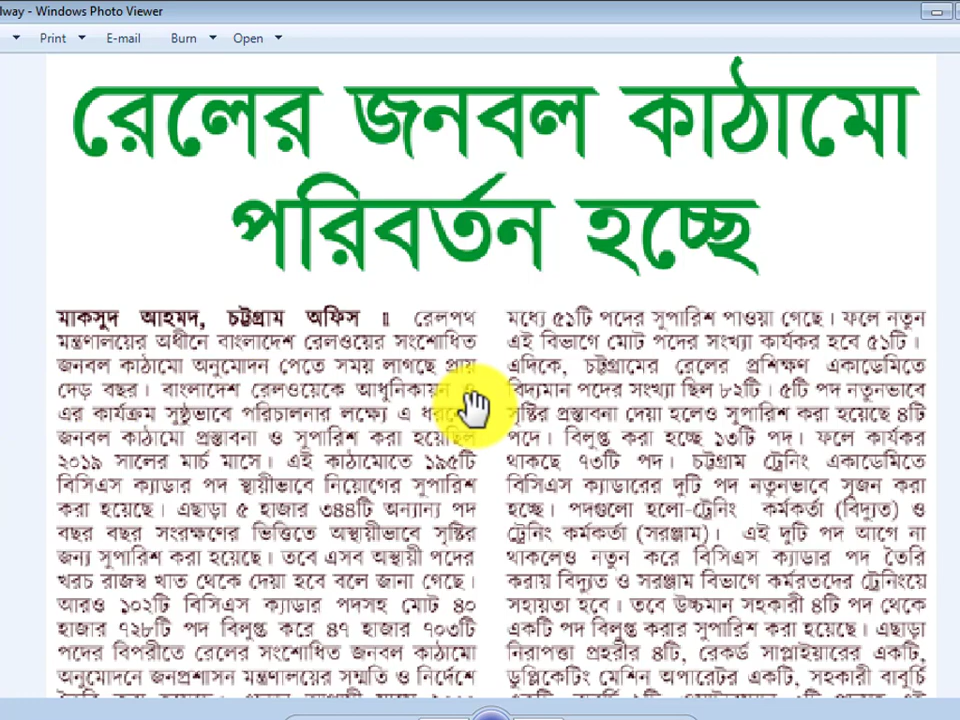 lway - Windows Photo Viewer
Print E-mail Burn Open
রেলের জনবল কাঠামো
পরিবর্তন হচ্ছে
মাকসুদ আহমদ, চট্টগ্রাম অফিস ॥ রেলপথ
মন্ত্রণালয়ের অধীনে বাংলাদেশ রেলওয়ের সংশোধিত
জনবল কাঠামো অনুমোদন পেতে সময় লাগছে প্রায়
দেড় বছর। বাংলাদেশ রেলওয়েকে আধুনিকায়ন ও
এর কার্যক্রম সুষ্ঠুভাবে পরিচালনার লক্ষ্যে এ ধরনের
জনবল কাঠামো প্রস্তাবনা ও সুপারিশ করা হয়েছিল
২০১৯ সালের মার্চ মাসে। এই কাঠামোতে ১৯৫টি
বিসিএস ক্যাডার পদ স্থায়ীভাবে নিয়োগের সুপারিশ
করা হয়েছে। এছাড়া ৫ হাজার ৩৪৪টি অন্যান্য পদ
বছর বছর সংরক্ষণের ভিত্তিতে অস্থায়ীভাবে সৃষ্টির
জন্য সুপারিশ করা হয়েছে। তবে এসব অস্থায়ী পদের
খরচ রাজস্ব খাত থেকে দেয়া হবে বলে জানা গেছে।
আরও ১০২টি বিসিএস ক্যাডার পদসহ মোট ৪০
হাজার ৭২৮টি পদ বিলুপ্ত করে ৪৭ হাজার ৭০৩টি
পদের বিপরীতে রেলের সংশোধিত জনবল কাঠামো
অনুমোদনে জনপ্রশাসন মন্ত্রণালয়ের সম্মতি ও নির্দেশে
মধ্যে ৫১টি পদের সুপারিশ পাওয়া গেছে। ফলে নতুন
এই বিভাগে মোট পদের সংখ্যা কার্যকর হবে ৫১টি।
এদিকে, চট্টগ্রামের রেলের প্রশিক্ষণ একাডেমিতে
বিদ্যমান পদের সংখ্যা ছিল ৮২টি। ৫টি পদ নতুনভাবে
সৃষ্টির প্রস্তাবনা দেয়া হলেও সুপারিশ করা হয়েছে ৪টি
পদে। বিলুপ্ত করা হচ্ছে ১৩টি পদ। ফলে কার্যকর
থাকছে ৭৩টি পদ। চট্টগ্রাম ট্রেনিং একাডেমিতে
বিসিএস ক্যাডারের দুটি পদ নতুনভাবে সৃজন করা
হচ্ছে। পদগুলো হলো-ট্রেনিং কর্মকর্তা (বিদ্যুত) ও
ট্রেনিং কর্মকর্তা (সরঞ্জাম)। এই দুটি পদ আগে না
থাকলেও নতুন করে বিসিএস ক্যাডার পদ তৈরি
করায় বিদ্যুত ও সরঞ্জাম বিভাগে কর্মরতদের ট্রেনিংয়ে
সহায়তা হবে। তবে উচ্চমান সহকারী ৪টি পদ থেকে
একটি পদ বিলুপ্ত করার সুপারিশ করা হয়েছে। এছাড়া
নিরাপত্তা প্রহরীর ৪টি, রেকর্ড সাপ্লাইয়ারের একটি,
ডুপ্লিকেটিং মেশিন অপারেটর একটি, সহকারী বাবুর্চি